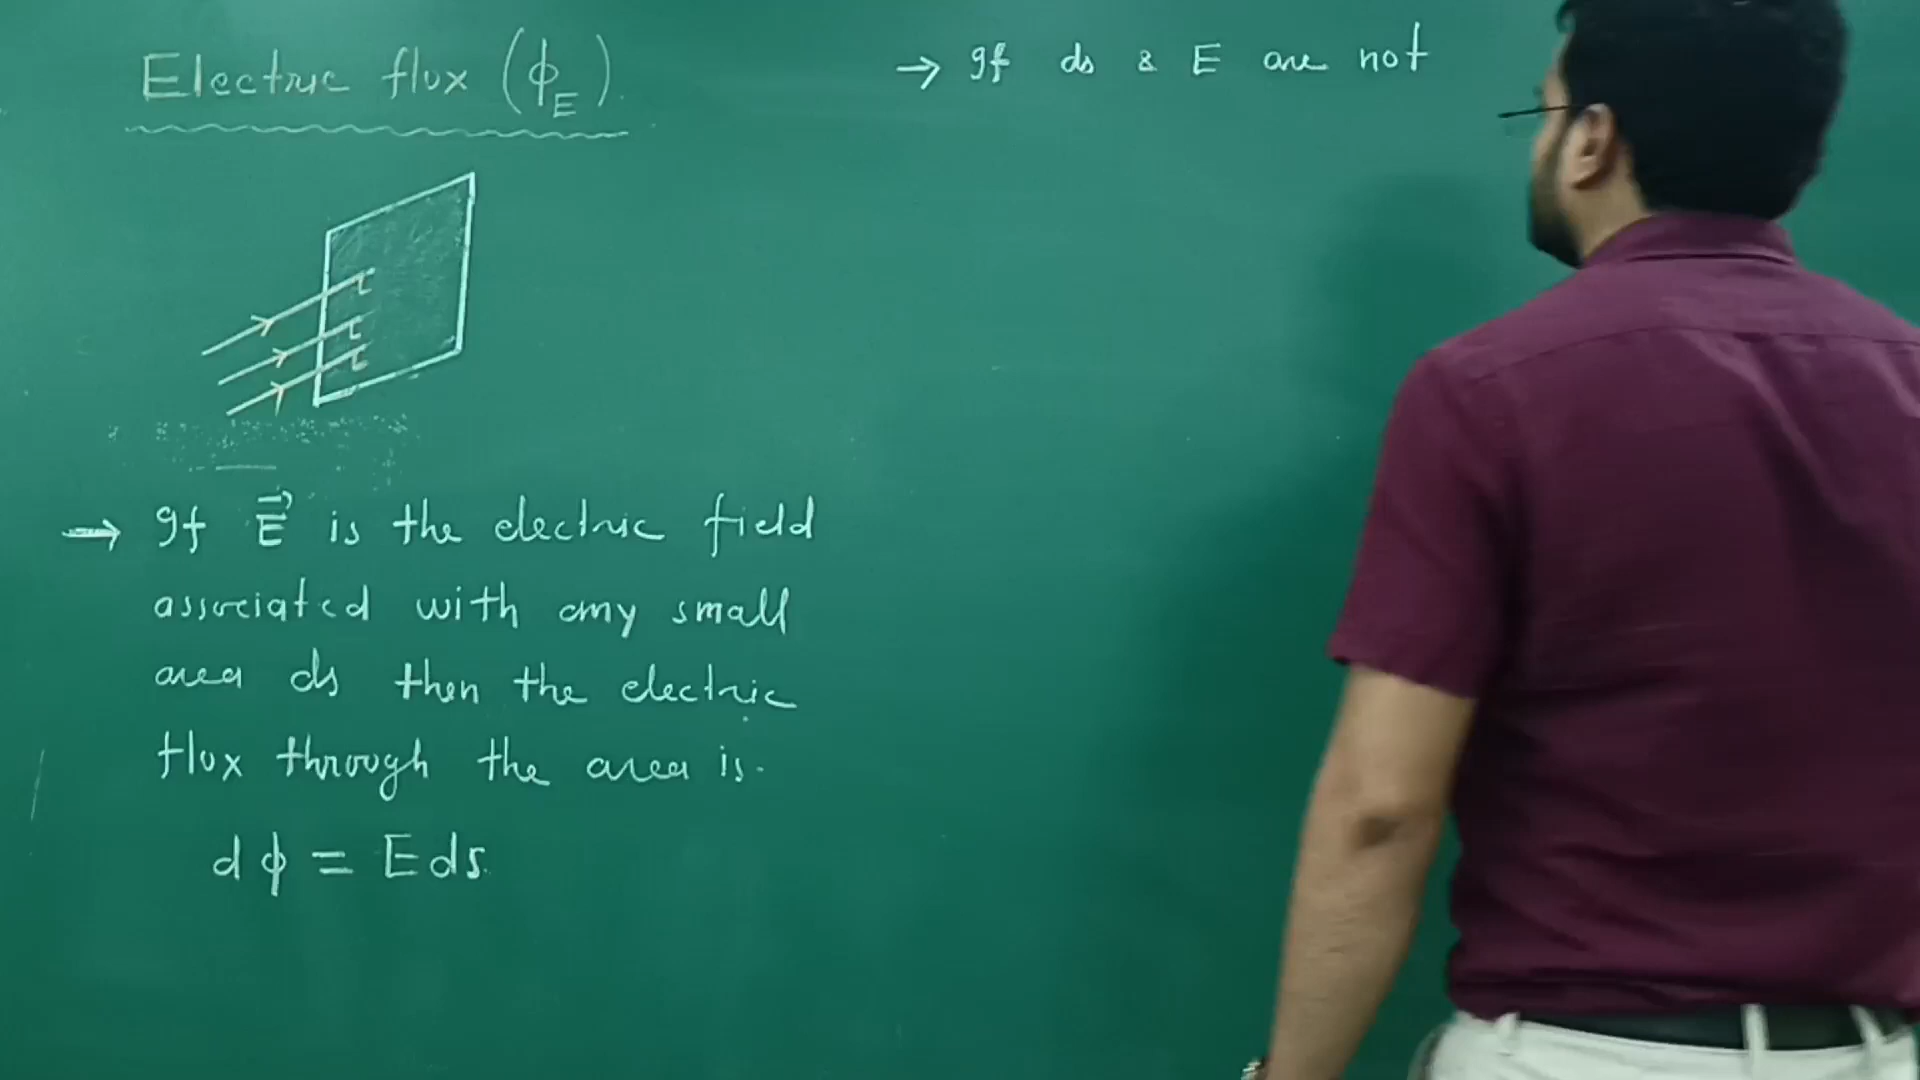 Electric flux (ϕE).
→ If E⃗ is the electric field
associated with any small
area ds then the electric
flux through the area is.
dϕ = E ds.
→ If ds & E are not